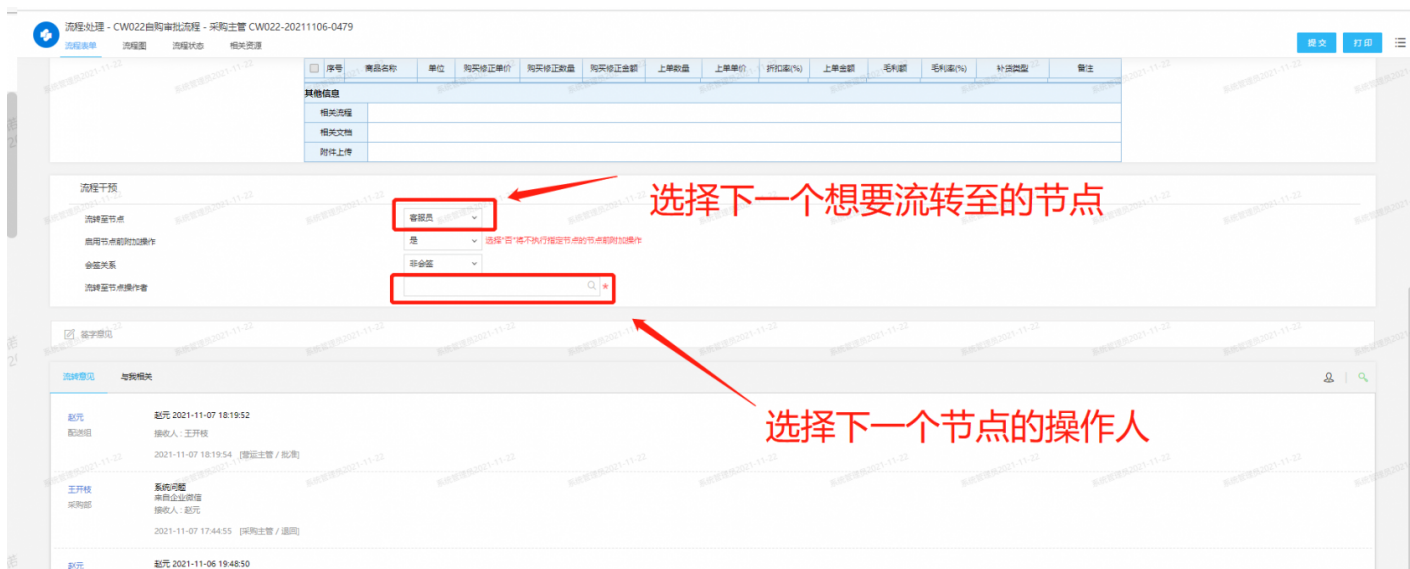 流程:处理 - CW022自购审批流程 - 采购主管 CW022-20211106-0479
流程表单 流程图 流程状态 相关资源
提交 打印
序号 商品名称 单位 购买修正单价 购买修正数量 购买修正金额 上单数量 上单单价 折扣率(%) 上单金额 毛利额 毛利率(%) 补货类型 备注
其他信息
相关流程
相关文档
附件上传
流程干预
选择下一个想要流转至的节点
流转至节点 客服员
启用节点前附加操作 是 选择"否"将不执行指定节点的节点前附加操作
会签关系 非会签
流转至节点操作者 *
签字意见
流转意见 与我相关
选择下一个节点的操作人
赵元 赵元 2021-11-07 18:19:52
配送组 接收人 : 王开枝
2021-11-07 18:19:54 [营运主管 / 批准]
王开枝 系统问题
来自企业微信
采购部 接收人 : 赵元
2021-11-07 17:44:55 [采购主管 / 退回]
赵元 赵元 2021-11-06 19:48:50
系统管理员2021-11-22